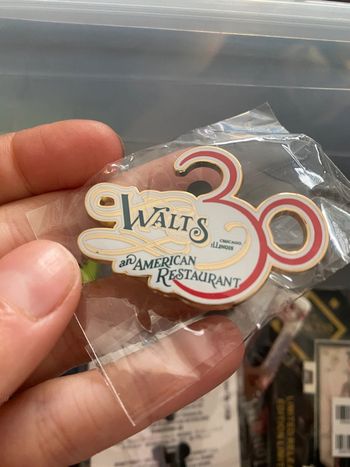 WALTS
CHICAGO,
ILLINOIS
an AMERICAN
RESTAURANT
30